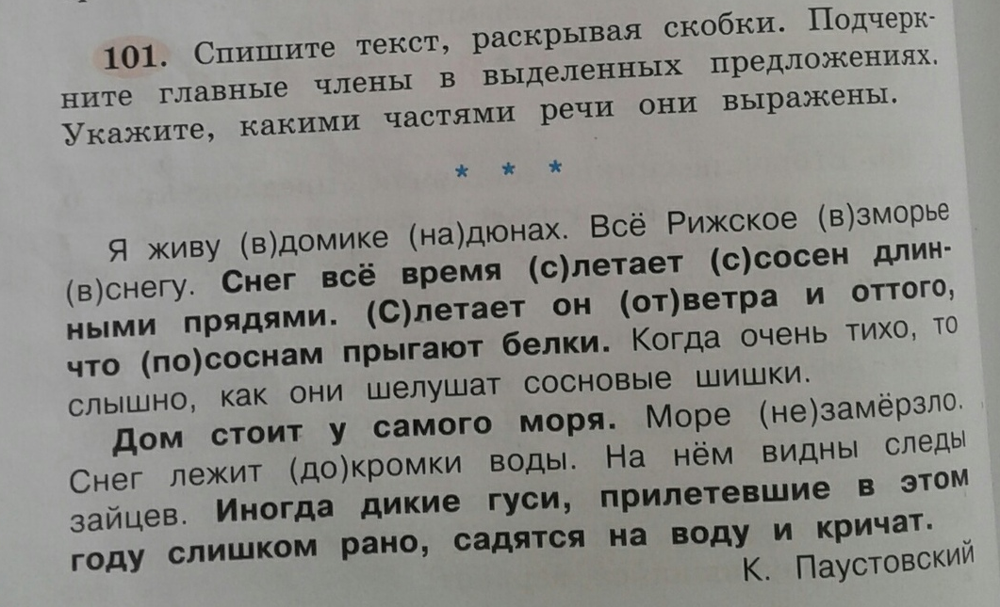 101. Спишите текст, раскрывая скобки. Подчерк-
ните главные члены в выделенных предложениях.
Укажите, какими частями речи они выражены.
* * *
Я живу (в)домике (на)дюнах. Всё Рижское (в)зморье
(в)снегу. Снег всё время (с)летает (с)сосен длин-
ными прядями. (С)летает он (от)ветра и оттого,
что (по)соснам прыгают белки. Когда очень тихо, то
слышно, как они шелушат сосновые шишки.
Дом стоит у самого моря. Море (не)замёрзло.
Снег лежит (до)кромки воды. На нём видны следы
зайцев. Иногда дикие гуси, прилетевшие в этом
году слишком рано, садятся на воду и кричат.
К. Паустовский